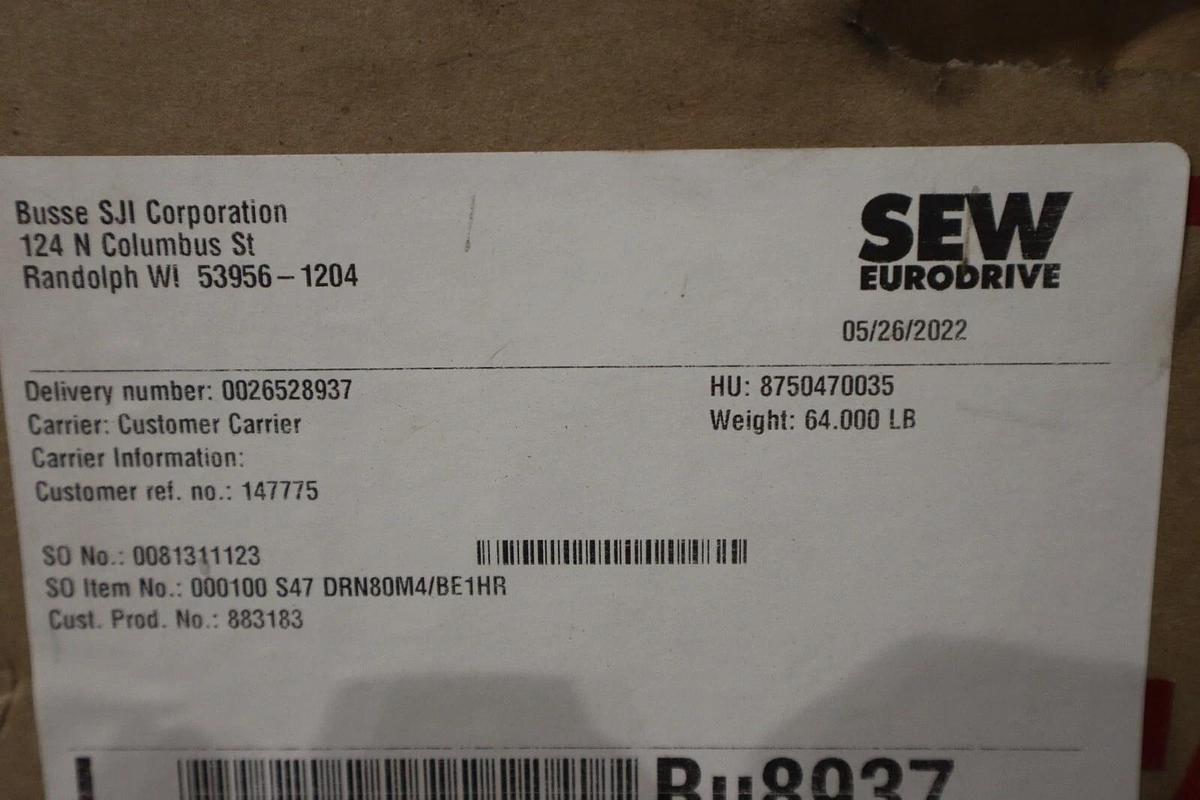 Busse SJI Corporation
124 N Columbus St
Randolph WI 53956-1204
SEW
EURODRIVE
05/26/2022
Delivery number: 0026528937
HU: 8750470035
Carrier: Customer Carrier
Weight: 64.000 LB
Carrier Information:
Customer ref. no.: 147775
SO No.: 0081311123
SO Item No.: 000100 S47 DRN80M4/BE1HR
Cust. Prod. No.: 883183
Bu8937